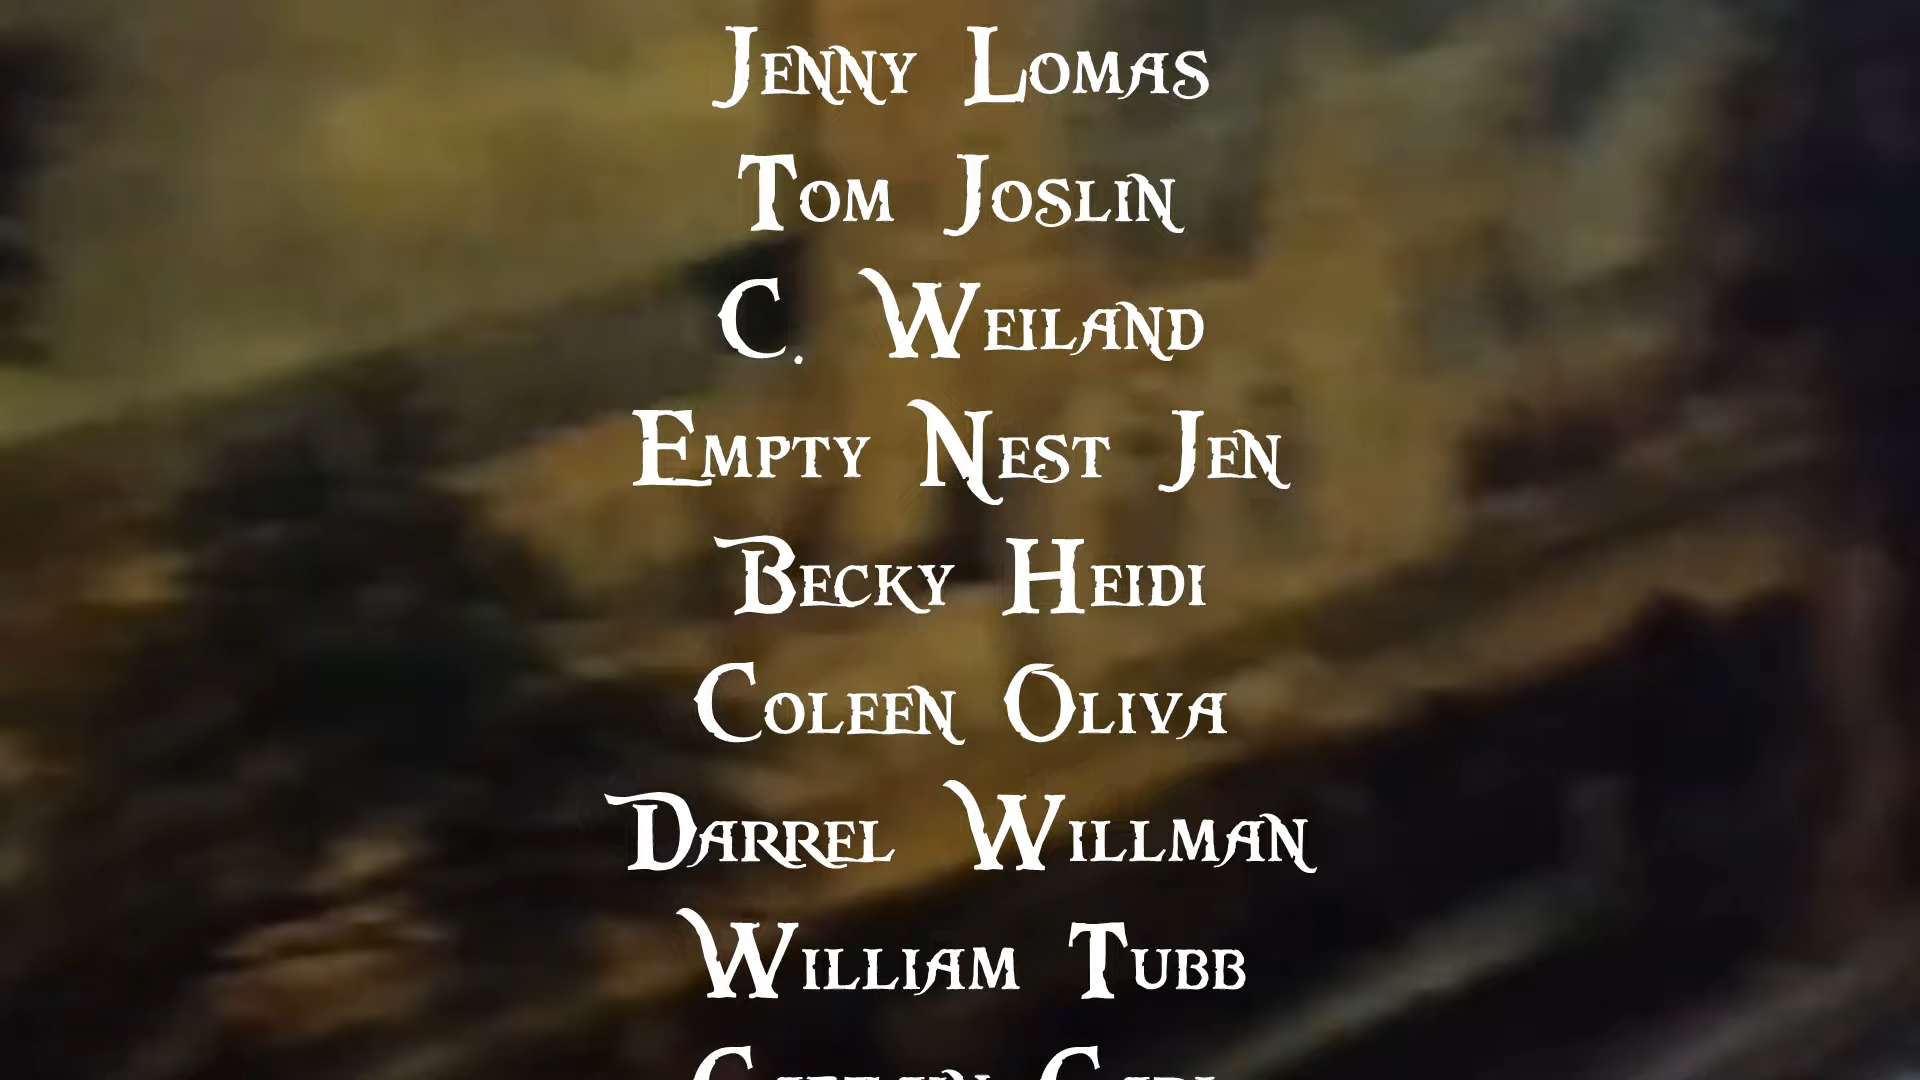 Jenny Lomas
Tom Joslin
C. Weiland
Empty Nest Jen
Becky Heidi
Coleen Oliva
Darrel Willman
William Tubb